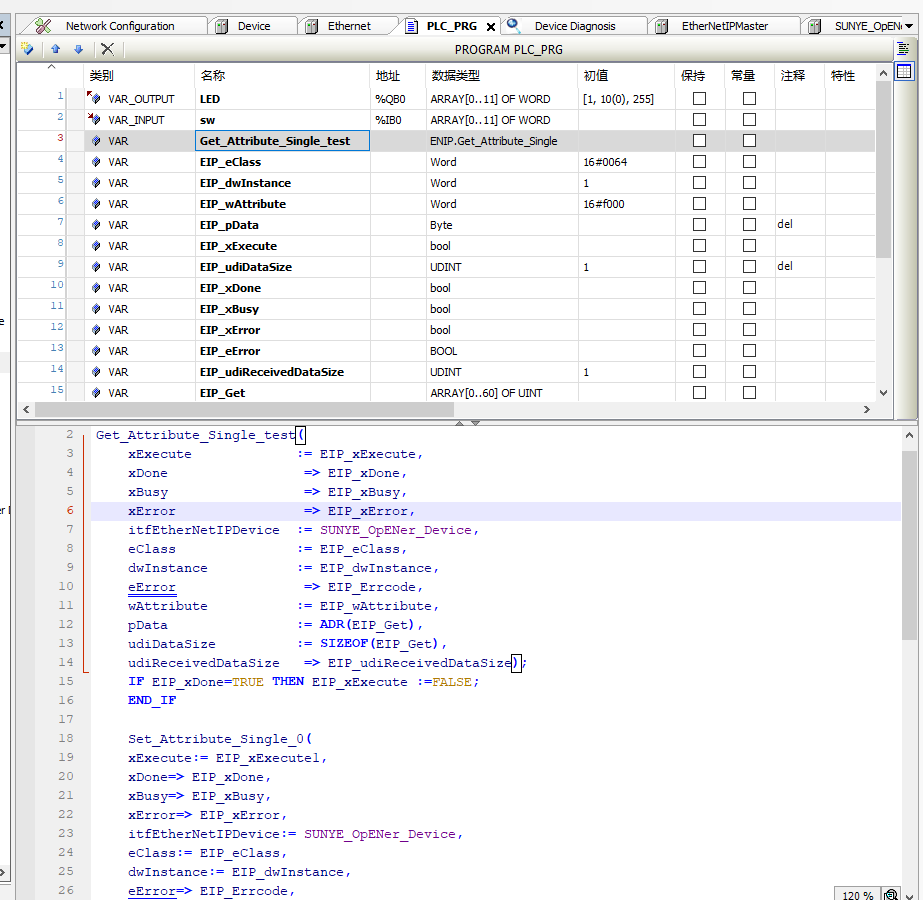 Network Configuration Device Ethernet PLC_PRG Device Diagnosis EtherNetIPMaster SUNYE_OpEN
PROGRAM PLC_PRG
类别 名称 地址 数据类型 初值 保持 常量 注释 特性
1 VAR_OUTPUT LED %QB0 ARRAY[0..11] OF WORD [1, 10(0), 255]
2 VAR_INPUT sw %IB0 ARRAY[0..11] OF WORD
3 VAR Get_Attribute_Single_test ENIP.Get_Attribute_Single
4 VAR EIP_eClass Word 16#0064
5 VAR EIP_dwInstance Word 1
6 VAR EIP_wAttribute Word 16#f000
7 VAR EIP_pData Byte del
8 VAR EIP_xExecute bool
9 VAR EIP_udiDataSize UDINT 1 del
10 VAR EIP_xDone bool
11 VAR EIP_xBusy bool
12 VAR EIP_xError bool
13 VAR EIP_eError BOOL
14 VAR EIP_udiReceivedDataSize UDINT 1
15 VAR EIP_Get ARRAY[0..60] OF UINT
2 Get_Attribute_Single_test(
3 xExecute := EIP_xExecute,
4 xDone => EIP_xDone,
5 xBusy => EIP_xBusy,
6 xError => EIP_xError,
7 itfEtherNetIPDevice := SUNYE_OpENer_Device,
8 eClass := EIP_eClass,
9 dwInstance := EIP_dwInstance,
10 eError => EIP_Errcode,
11 wAttribute := EIP_wAttribute,
12 pData := ADR(EIP_Get),
13 udiDataSize := SIZEOF(EIP_Get),
14 udiReceivedDataSize => EIP_udiReceivedDataSize);
15 IF EIP_xDone=TRUE THEN EIP_xExecute :=FALSE;
16 END_IF
17
18 Set_Attribute_Single_0(
19 xExecute:= EIP_xExecute1,
20 xDone=> EIP_xDone,
21 xBusy=> EIP_xBusy,
22 xError=> EIP_xError,
23 itfEtherNetIPDevice:= SUNYE_OpENer_Device,
24 eClass:= EIP_eClass,
25 dwInstance:= EIP_dwInstance,
26 eError=> EIP_Errcode,
120 %